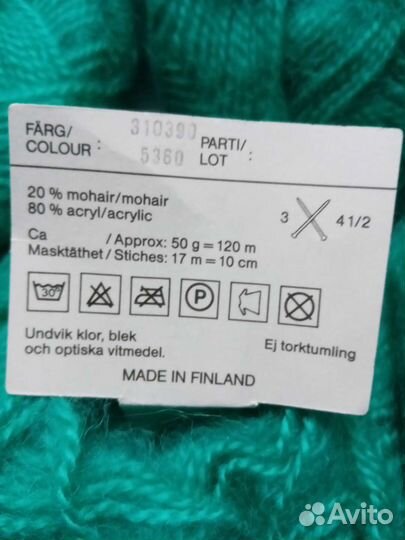 FÄRG/ 310390 PARTI/
COLOUR: 5360 LOT :
20 % mohair/mohair
80 % acryl/acrylic
3 4 1/2
Ca / Approx: 50 g = 120 m
Masktäthet / Stiches: 17 m = 10 cm
30° P
Undvik klor, blek
och optiska vitmedel.
Ej torktumling
MADE IN FINLAND
Avito